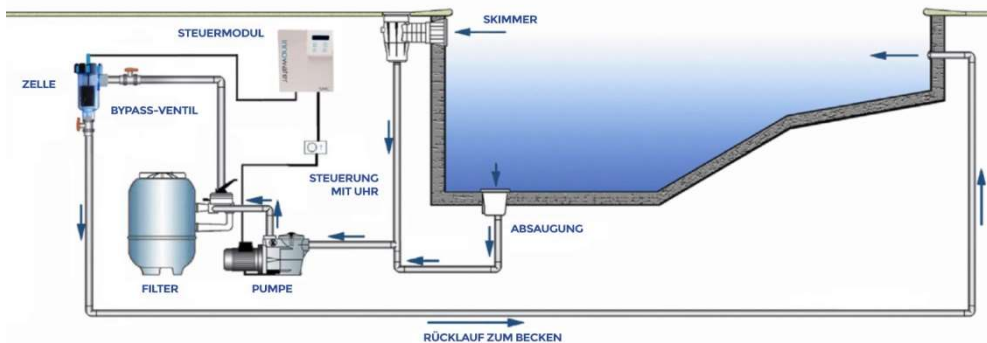 SKIMMER
STEUERMODUL
ZELLE
BYPASS-VENTIL
STEUERUNG
MIT UHR
ABSAUGUNG
FILTER
PUMPE
RÜCKLAUF ZUM BECKEN